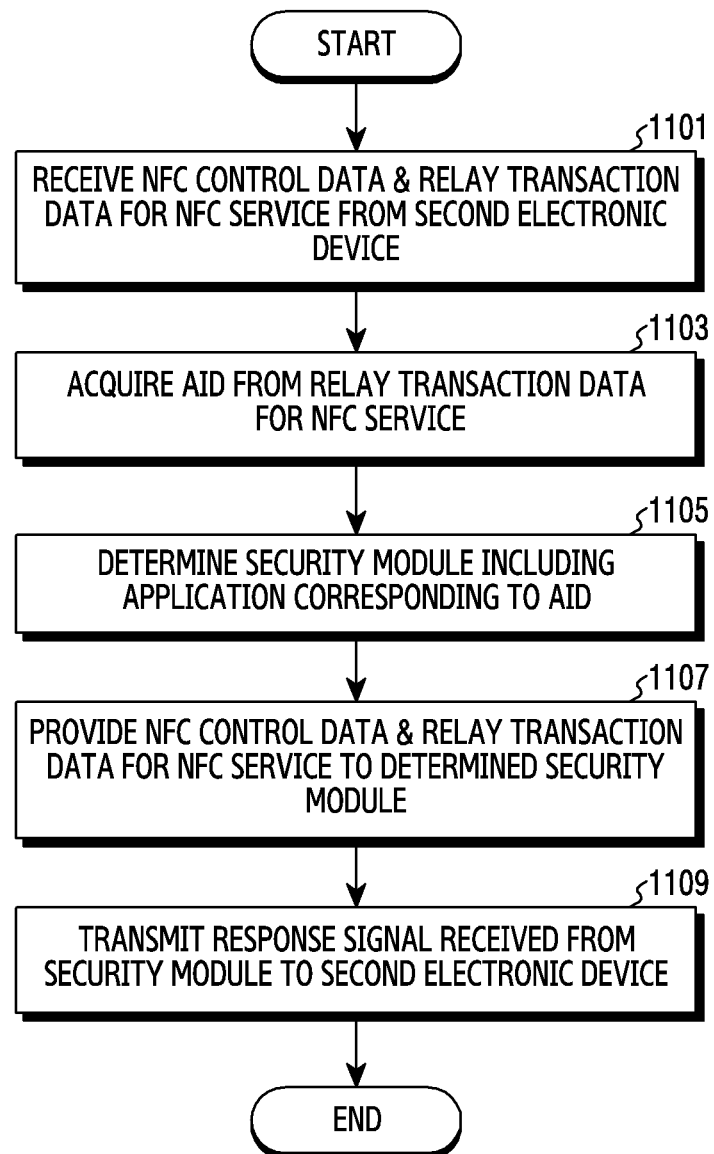 START
1101
RECEIVE NFC CONTROL DATA & RELAY TRANSACTION
DATA FOR NFC SERVICE FROM SECOND ELECTRONIC
DEVICE
1103
ACQUIRE AID FROM RELAY TRANSACTION DATA
FOR NFC SERVICE
1105
DETERMINE SECURITY MODULE INCLUDING
APPLICATION CORRESPONDING TO AID
1107
PROVIDE NFC CONTROL DATA & RELAY TRANSACTION
DATA FOR NFC SERVICE TO DETERMINED SECURITY
MODULE
1109
TRANSMIT RESPONSE SIGNAL RECEIVED FROM
SECURITY MODULE TO SECOND ELECTRONIC DEVICE
END